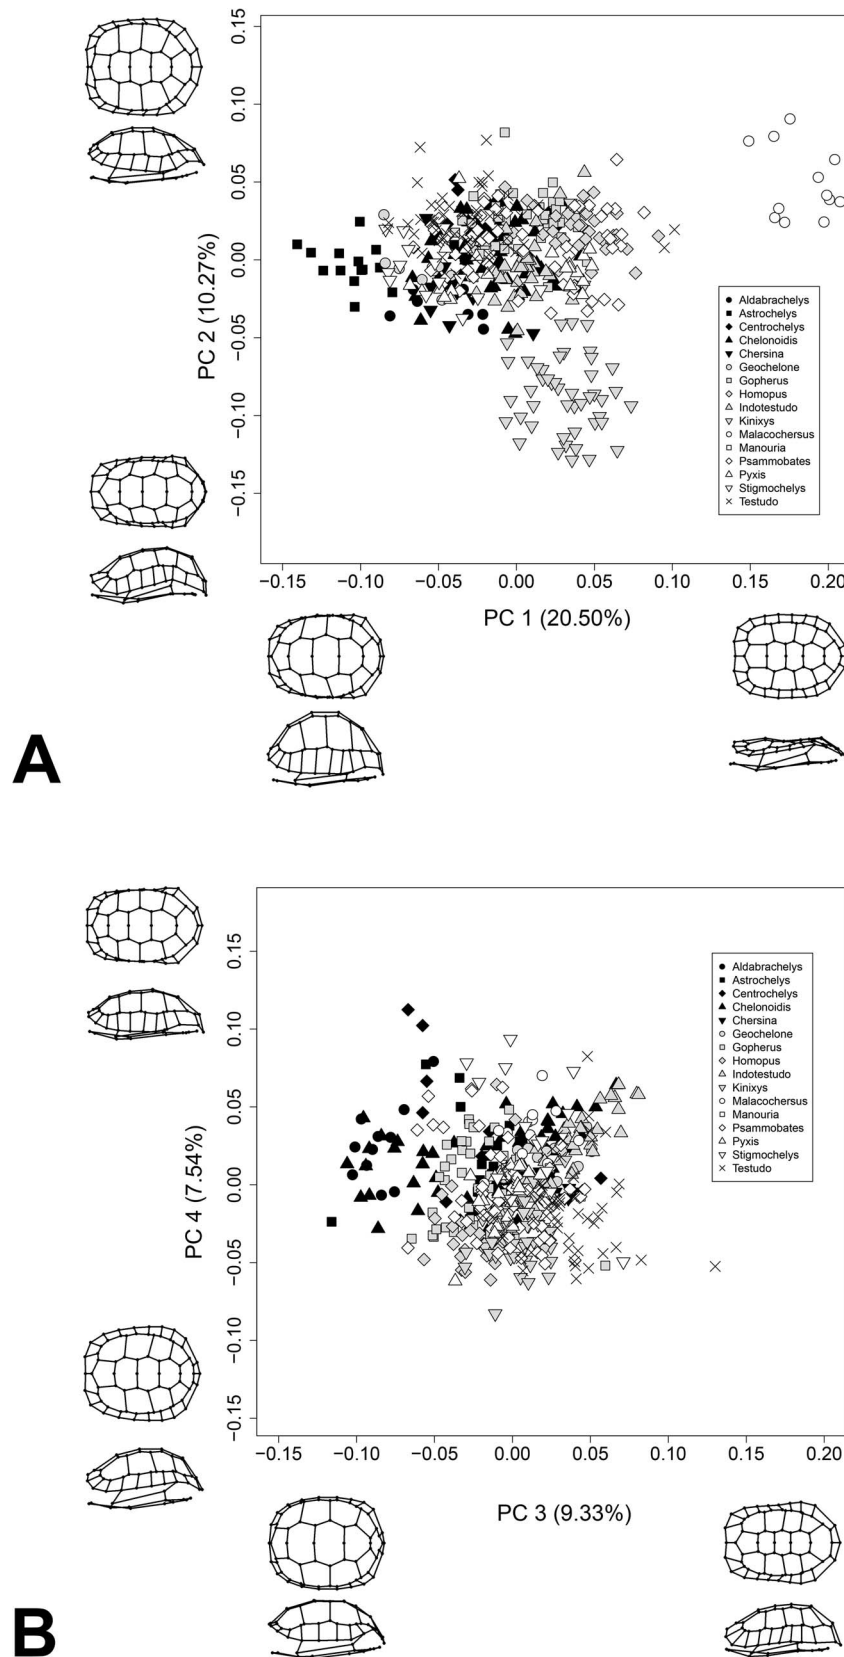 0.15
0.10
0.05
0.00
−0.05
−0.10
−0.15
PC 2 (10.27%)
Aldabrachelys
Astrochelys
Centrochelys
Chelonoidis
Chersina
Geochelone
Gopherus
Homopus
Indotestudo
Kinixys
Malacochersus
Manouria
Psammobates
Pyxis
Stigmochelys
Testudo
−0.15 −0.10 −0.05 0.00 0.05 0.10 0.15 0.20
PC 1 (20.50%)
A
0.15
0.10
0.05
0.00
−0.05
−0.10
−0.15
PC 4 (7.54%)
Aldabrachelys
Astrochelys
Centrochelys
Chelonoidis
Chersina
Geochelone
Gopherus
Homopus
Indotestudo
Kinixys
Malacochersus
Manouria
Psammobates
Pyxis
Stigmochelys
Testudo
−0.15 −0.10 −0.05 0.00 0.05 0.10 0.15 0.20
PC 3 (9.33%)
B